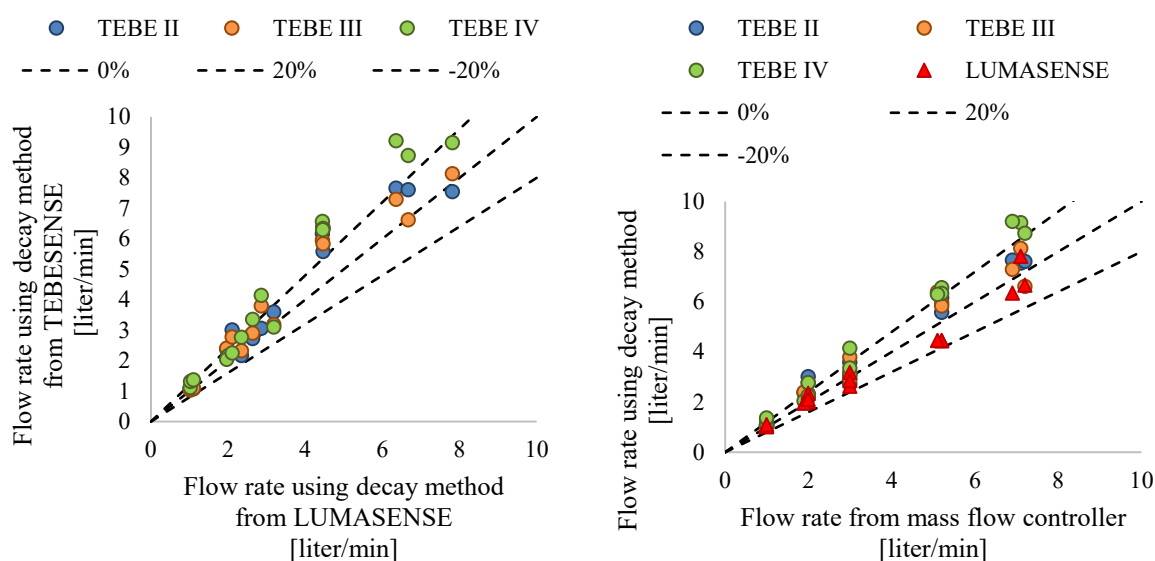 TEBE II TEBE III TEBE IV
0% 20% -20%
Flow rate using decay method
from TEBESENSE
[liter/min]
10
9
8
7
6
5
4
3
2
1
0
0 2 4 6 8 10
Flow rate using decay method
from LUMASENSE
[liter/min]
TEBE II TEBE III
TEBE IV LUMASENSE
0% 20%
-20%
Flow rate using decay method
[liter/min]
10
8
6
4
2
0
0 2 4 6 8 10
Flow rate from mass flow controller
[liter/min]